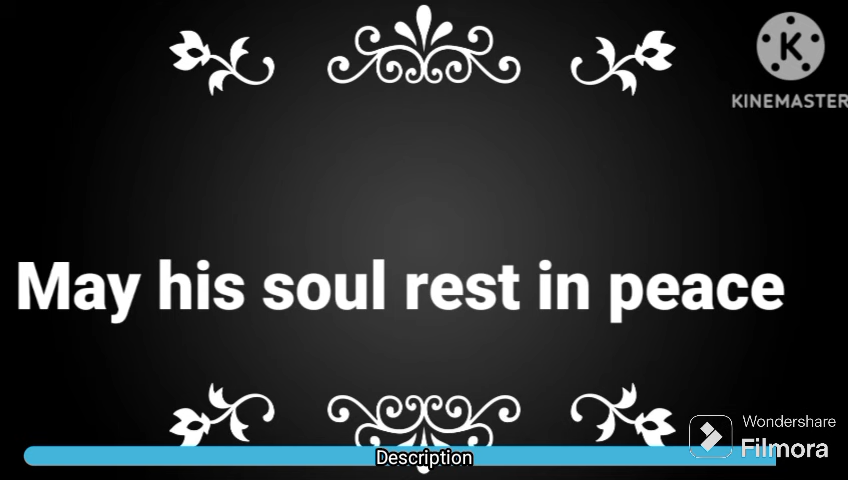 KINEMASTER
May his soul rest in peace
Wondershare
Filmora
Description